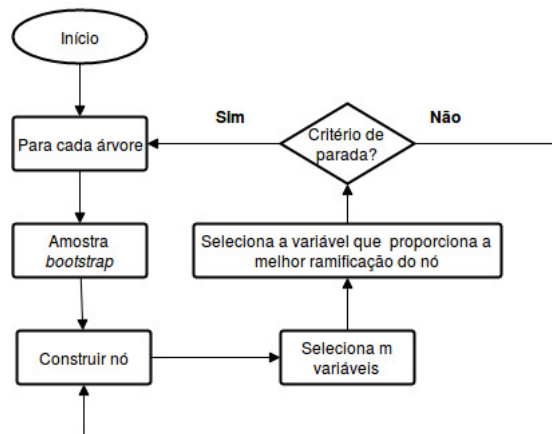 Início
Sim
Não
Critério de
parada?
Para cada árvore
Amostra
bootstrap
Seleciona a variável que proporciona a
melhor ramificação do nó
Construir nó
Seleciona m
variáveis